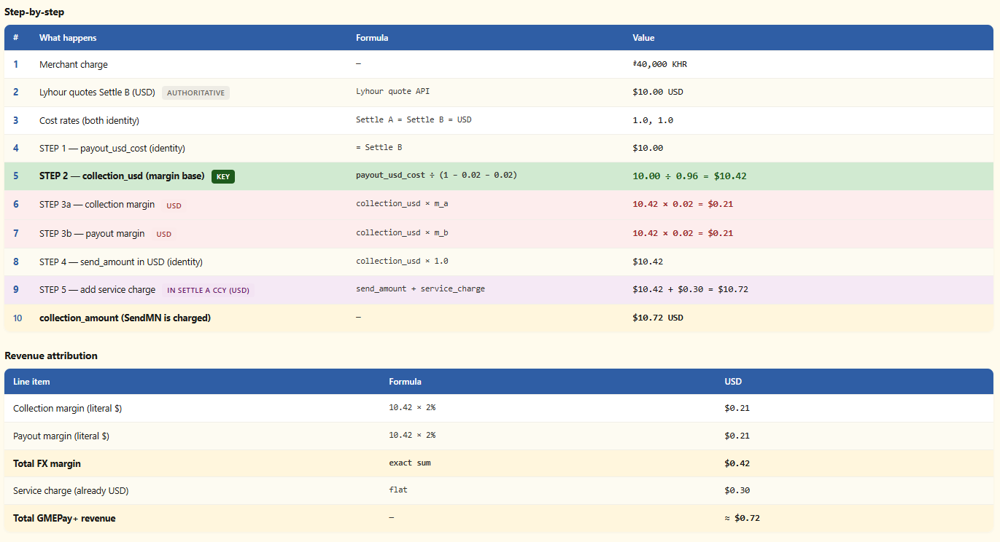 Step-by-step
# What happens Formula Value
1 Merchant charge — ៛40,000 KHR
2 Lyhour quotes Settle B (USD) AUTHORITATIVE Lyhour quote API $10.00 USD
3 Cost rates (both identity) Settle A = Settle B = USD 1.0, 1.0
4 STEP 1 — payout_usd_cost (identity) = Settle B $10.00
5 STEP 2 — collection_usd (margin base) KEY payout_usd_cost ÷ (1 − 0.02 − 0.02) 10.00 ÷ 0.96 = $10.42
6 STEP 3a — collection margin USD collection_usd × m_a 10.42 × 0.02 = $0.21
7 STEP 3b — payout margin USD collection_usd × m_b 10.42 × 0.02 = $0.21
8 STEP 4 — send_amount in USD (identity) collection_usd × 1.0 $10.42
9 STEP 5 — add service charge IN SETTLE A CCY (USD) send_amount + service_charge $10.42 + $0.30 = $10.72
10 collection_amount (SendMN is charged) — $10.72 USD
Revenue attribution
Line item Formula USD
Collection margin (literal $) 10.42 × 2% $0.21
Payout margin (literal $) 10.42 × 2% $0.21
Total FX margin exact sum $0.42
Service charge (already USD) flat $0.30
Total GMEPay+ revenue — ≈ $0.72